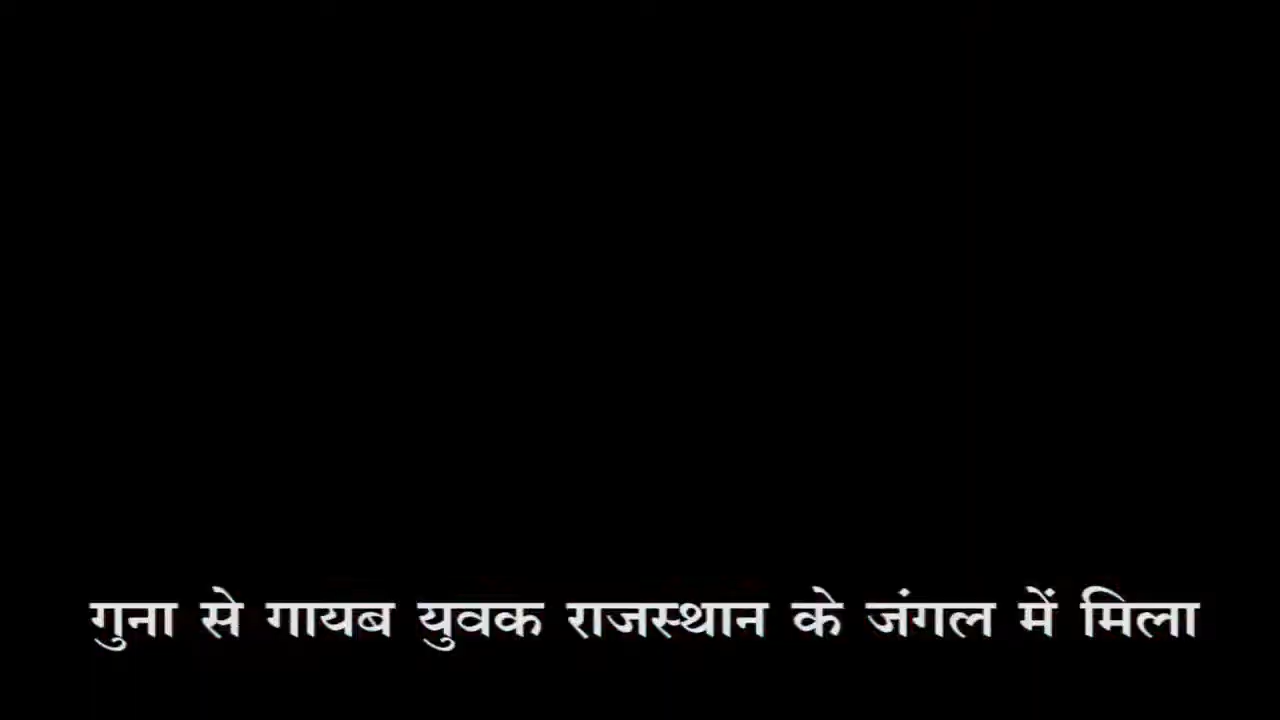 गुना से गायब युवक राजस्थान के जंगल में मिला